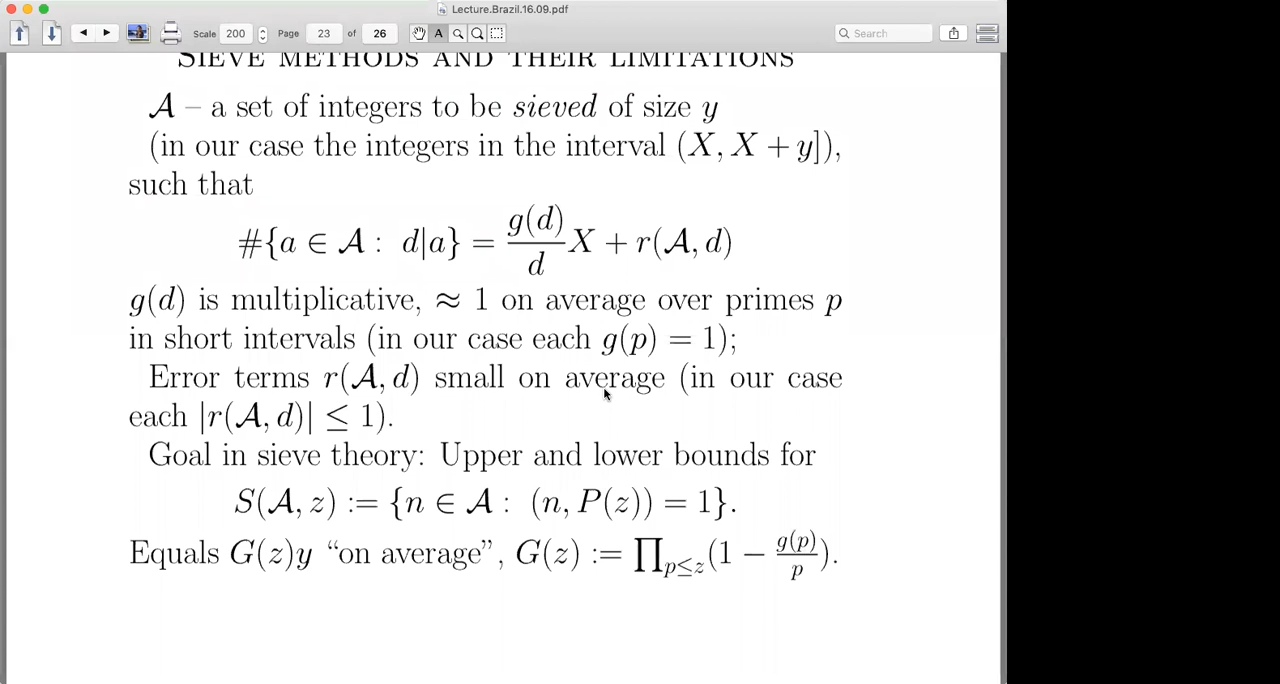 Lecture.Brazil.16.09.pdf
Scale 200 Page 23 of 26 A Search
SIEVE METHODS AND THEIR LIMITATIONS
𝒜 – a set of integers to be sieved of size y
(in our case the integers in the interval (X, X + y]),
such that
#{a ∈ 𝒜 : d|a} = g(d)/d X + r(𝒜, d)
g(d) is multiplicative, ≈ 1 on average over primes p
in short intervals (in our case each g(p) = 1);
Error terms r(𝒜, d) small on average (in our case
each |r(𝒜, d)| ≤ 1).
Goal in sieve theory: Upper and lower bounds for
S(𝒜, z) := {n ∈ 𝒜 : (n, P(z)) = 1}.
Equals G(z)y “on average”, G(z) := ∏_{p≤z}(1 − g(p)/p).